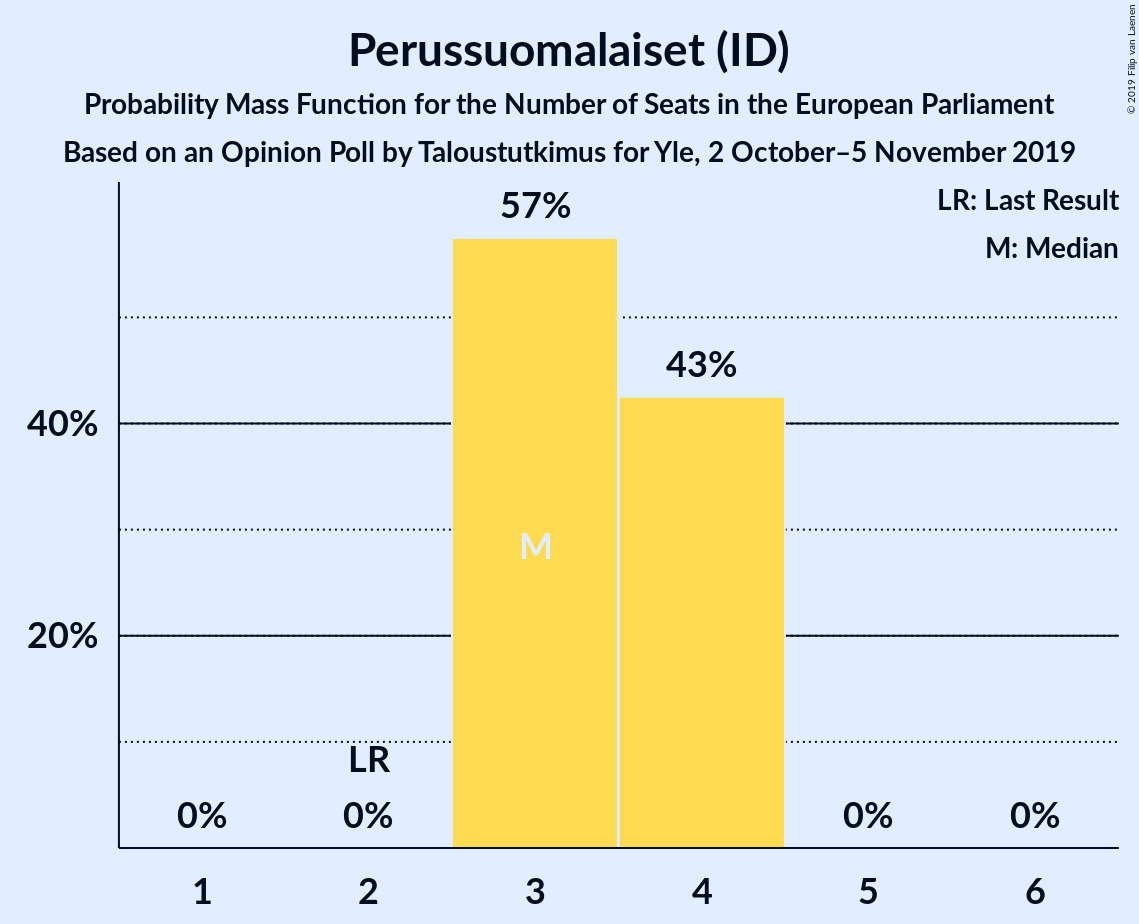 © 2019 Filip van Laenen
Perussuomalaiset (ID)
Probability Mass Function for the Number of Seats in the European Parliament
Based on an Opinion Poll by Taloustutkimus for Yle, 2 October–5 November 2019
LR: Last Result
M: Median
57%
43%
40%
M
20%
LR
0%
0%
0%
0%
1
2
3
4
5
6